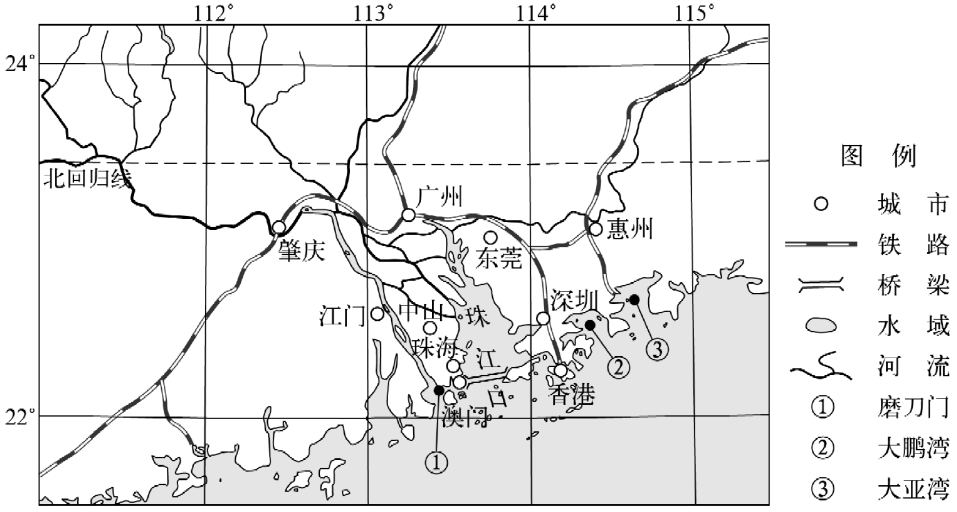 112°
113°
114°
115°
24°
北回归线
广州
肇庆
东莞
惠州
江门
中山
深圳
珠海
珠
江
口
香港
澳门
22°
①
②
③
图 例
城 市
铁 路
桥 梁
水 域
河 流
① 磨刀门
② 大鹏湾
③ 大亚湾